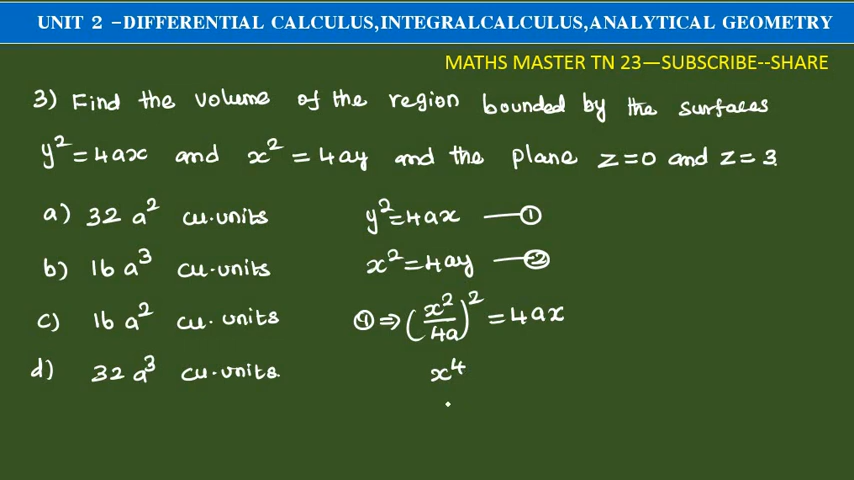 UNIT 2 –DIFFERENTIAL CALCULUS,INTEGRALCALCULUS,ANALYTICAL GEOMETRY
MATHS MASTER TN 23—SUBSCRIBE--SHARE
3) Find the volume of the region bounded by the surfaces
y² = 4ax and x² = 4ay and the plane z=0 and z=3.
a) 32 a² cu.units
y²=4ax —①
b) 16 a³ cu.units
x²=4ay —②
c) 16 a² cu.units
① ⇒ (x²/4a)² = 4ax
d) 32 a³ cu.units.
x⁴